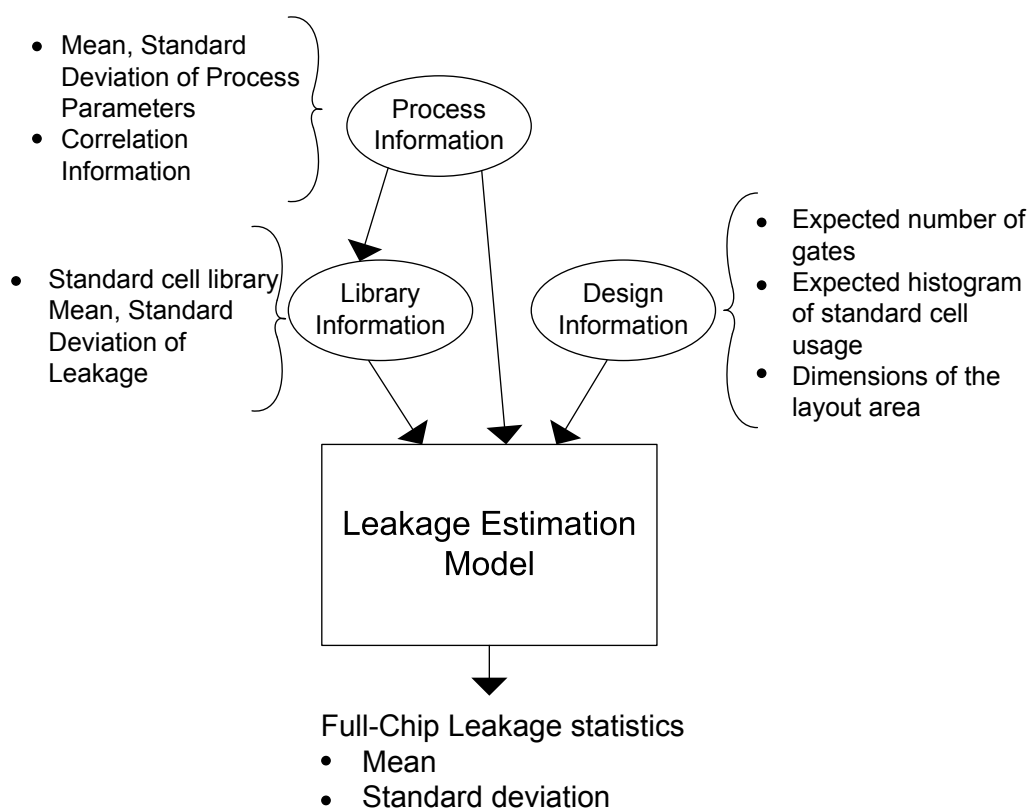 • Mean, Standard
Deviation of Process
Parameters
• Correlation
Information
Process
Information
• Standard cell library
Mean, Standard
Deviation of
Leakage
Library
Information
Design
Information
• Expected number of
gates
• Expected histogram
of standard cell
usage
• Dimensions of the
layout area
Leakage Estimation
Model
Full-Chip Leakage statistics
• Mean
• Standard deviation